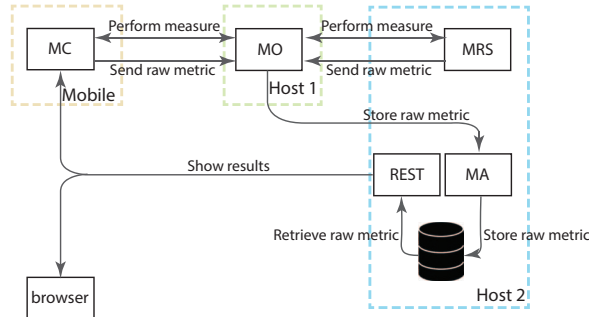 Perform measure
Perform measure
MC
MO
MRS
Send raw metric
Send raw metric
Mobile
Host 1
Store raw metric
Show results
REST
MA
Retrieve raw metric
Store raw metric
browser
Host 2